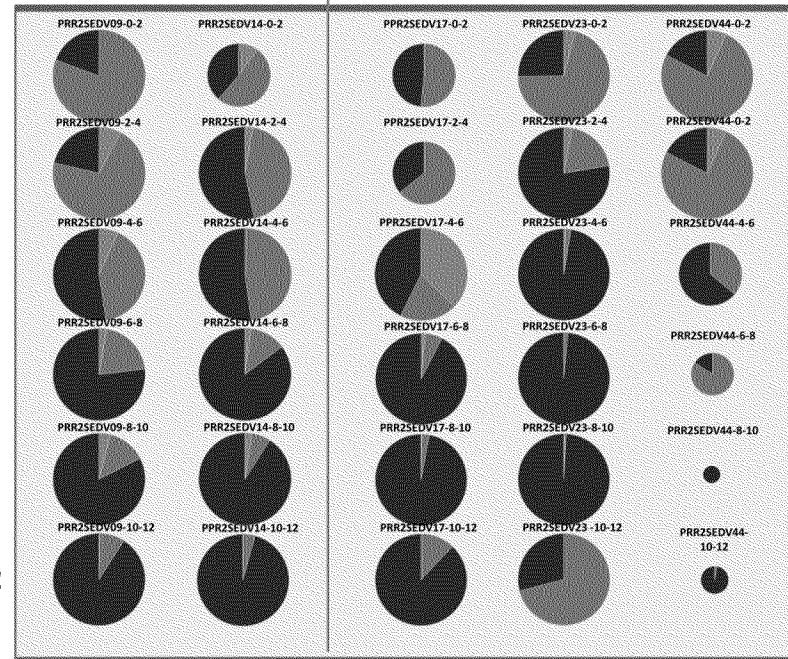 PRR2SEDV09-0-2 PRR2SEDV14-0-2 PPR2SEDV17-0-2 PRR2SEDV23-0-2 PRR2SEDV44-0-2
PRR2SEDV09-2-4 PRR2SEDV14-2-4 PPR2SEDV17-2-4 PRR2SEDV23-2-4 PRR2SEDV44-0-2
PRR2SEDV09-4-6 PRR2SEDV14-4-6 PPR2SEDV17-4-6 PRR2SEDV23-4-6 PRR2SEDV44-4-6
PRR2SEDV09-6-8 PRR2SEDV14-6-8 PPR2SEDV17-6-8 PRR2SEDV23-6-8 PRR2SEDV44-6-8
PRR2SEDV09-8-10 PRR2SEDV14-8-10 PRR2SEDV17-8-10 PRR2SEDV23-8-10 PRR2SEDV44-8-10
PRR2SEDV09-10-12 PRR2SEDV14-10-12 PRR2SEDV17-10-12 PRR2SEDV23 -10-12 PRR2SEDV44-
10-12